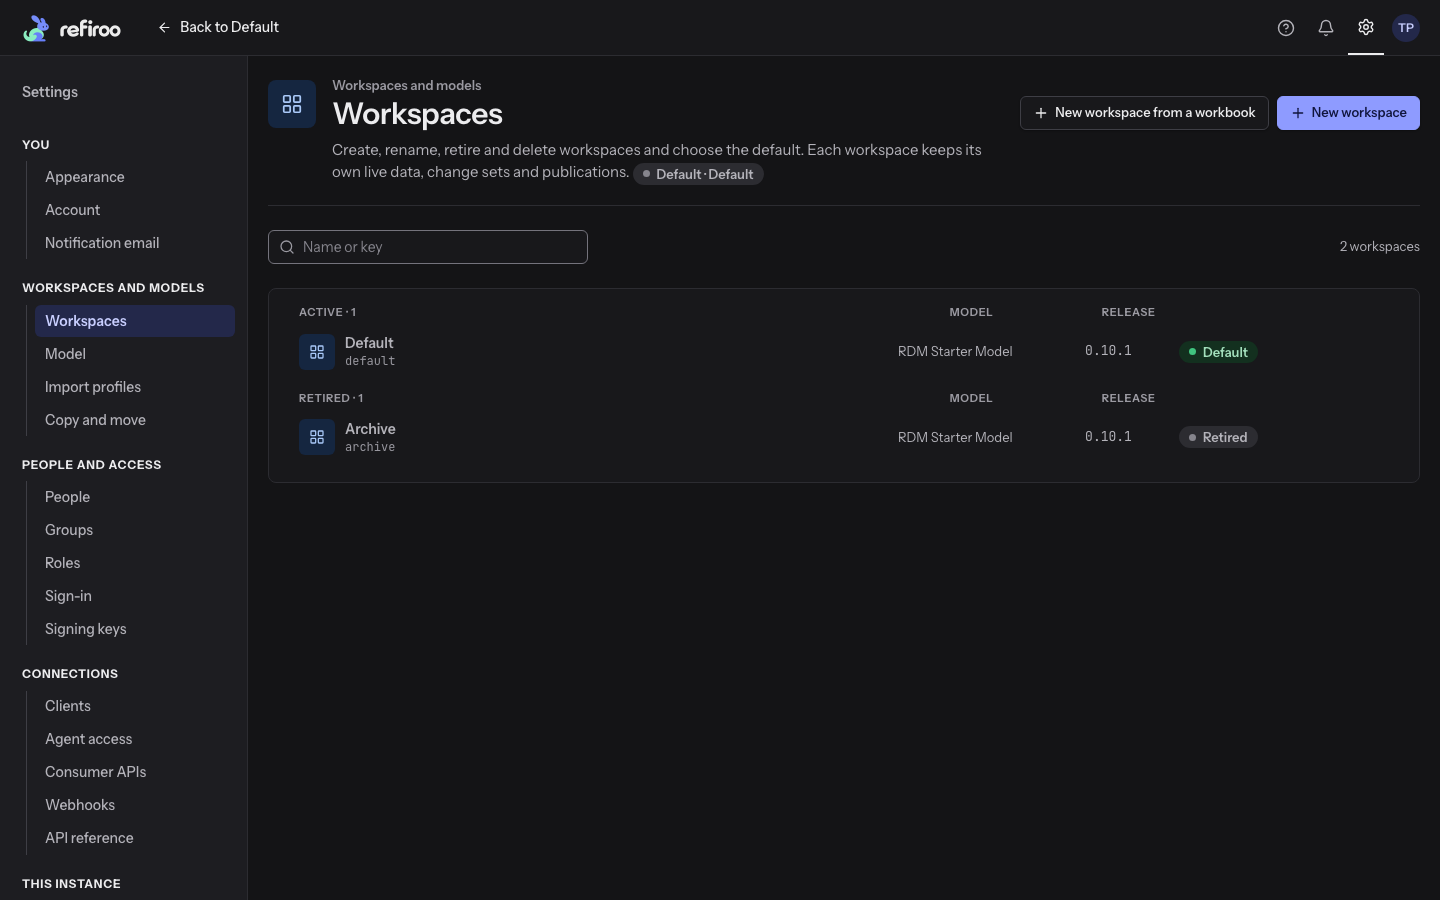 refiroo
Back to Default
TP
Settings
YOU
Appearance
Account
Notification email
WORKSPACES AND MODELS
Workspaces
Model
Import profiles
Copy and move
PEOPLE AND ACCESS
People
Groups
Roles
Sign-in
Signing keys
CONNECTIONS
Clients
Agent access
Consumer APIs
Webhooks
API reference
THIS INSTANCE
Workspaces and models
Workspaces
Create, rename, retire and delete workspaces and choose the default. Each workspace keeps its
own live data, change sets and publications. Default · Default
New workspace from a workbook
New workspace
Name or key
2 workspaces
ACTIVE · 1 MODEL RELEASE
Default
default
RDM Starter Model 0.10.1 Default
RETIRED · 1 MODEL RELEASE
Archive
archive
RDM Starter Model 0.10.1 Retired